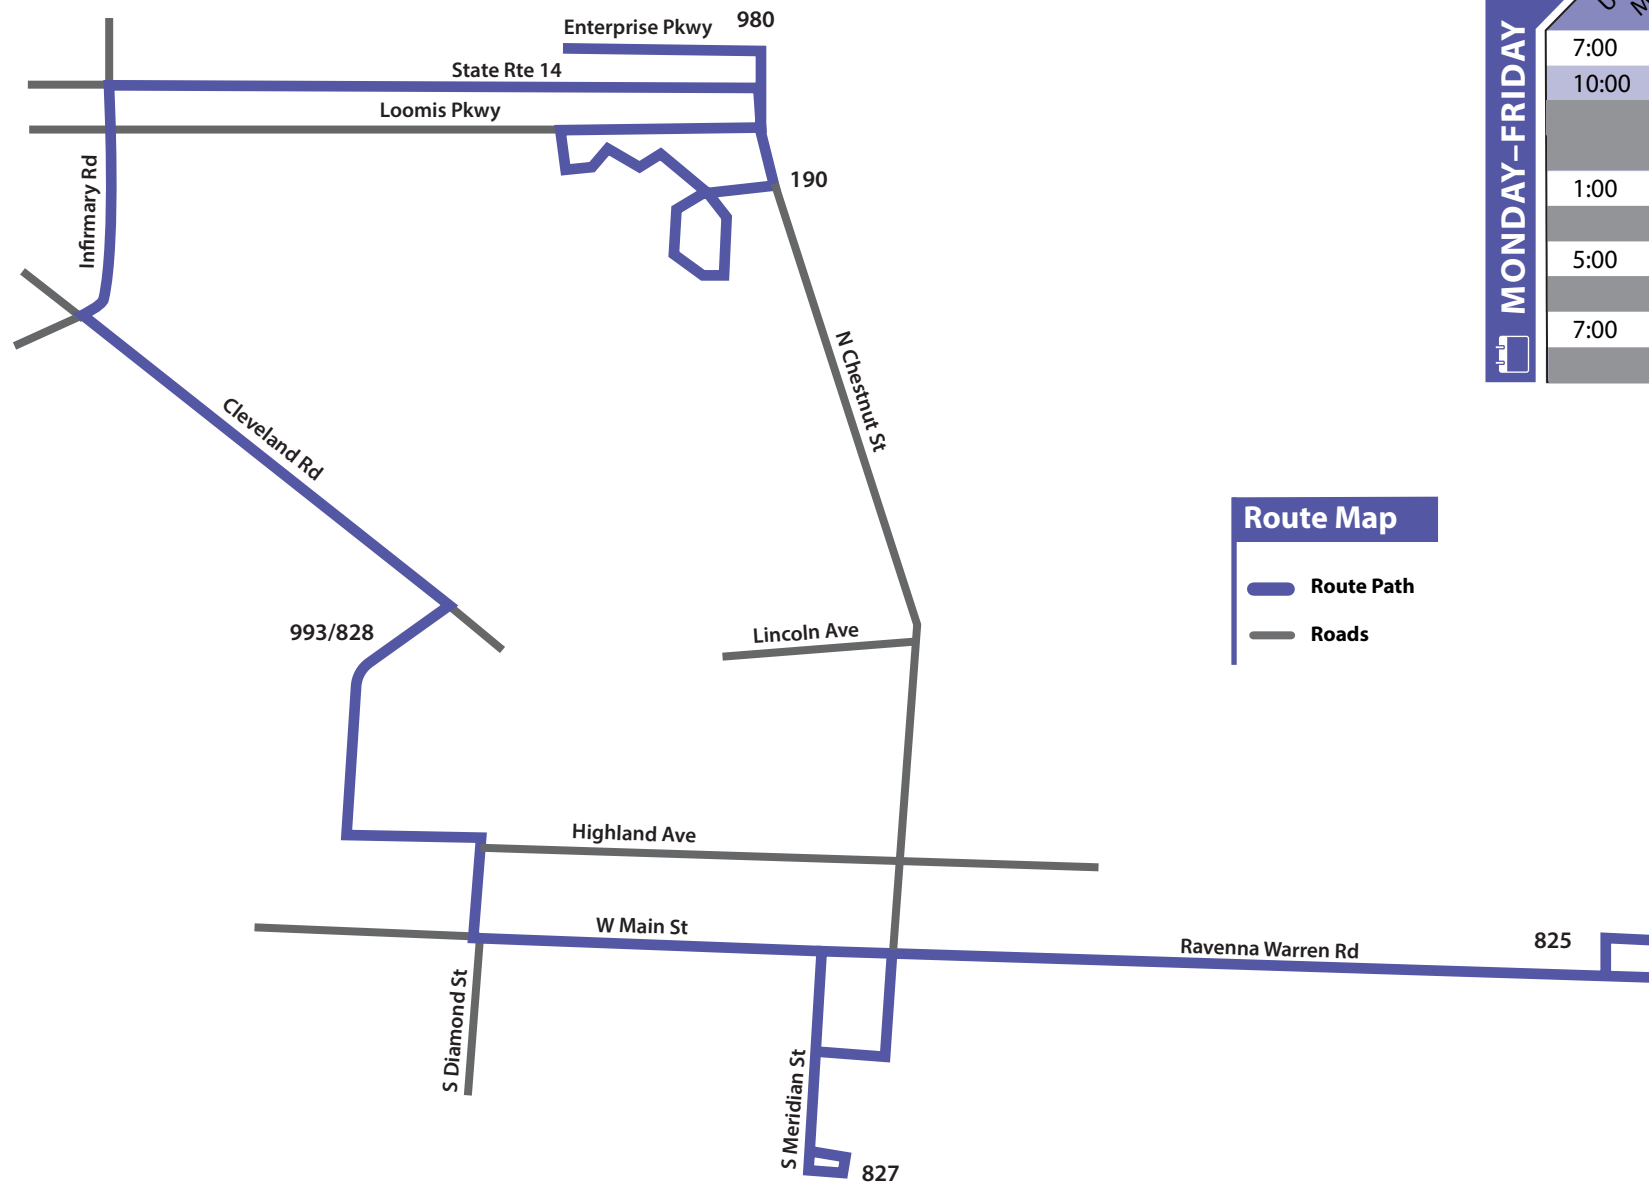 Enterprise Pkwy
980
State Rte 14
Loomis Pkwy
Infirmary Rd
190
N Chestnut St
Cleveland Rd
993/828
Lincoln Ave
Highland Ave
W Main St
Ravenna Warren Rd
825
S Diamond St
S Meridian St
827
Route Map
Route Path
Roads
MONDAY–FRIDAY
7:00
10:00
1:00
5:00
7:00